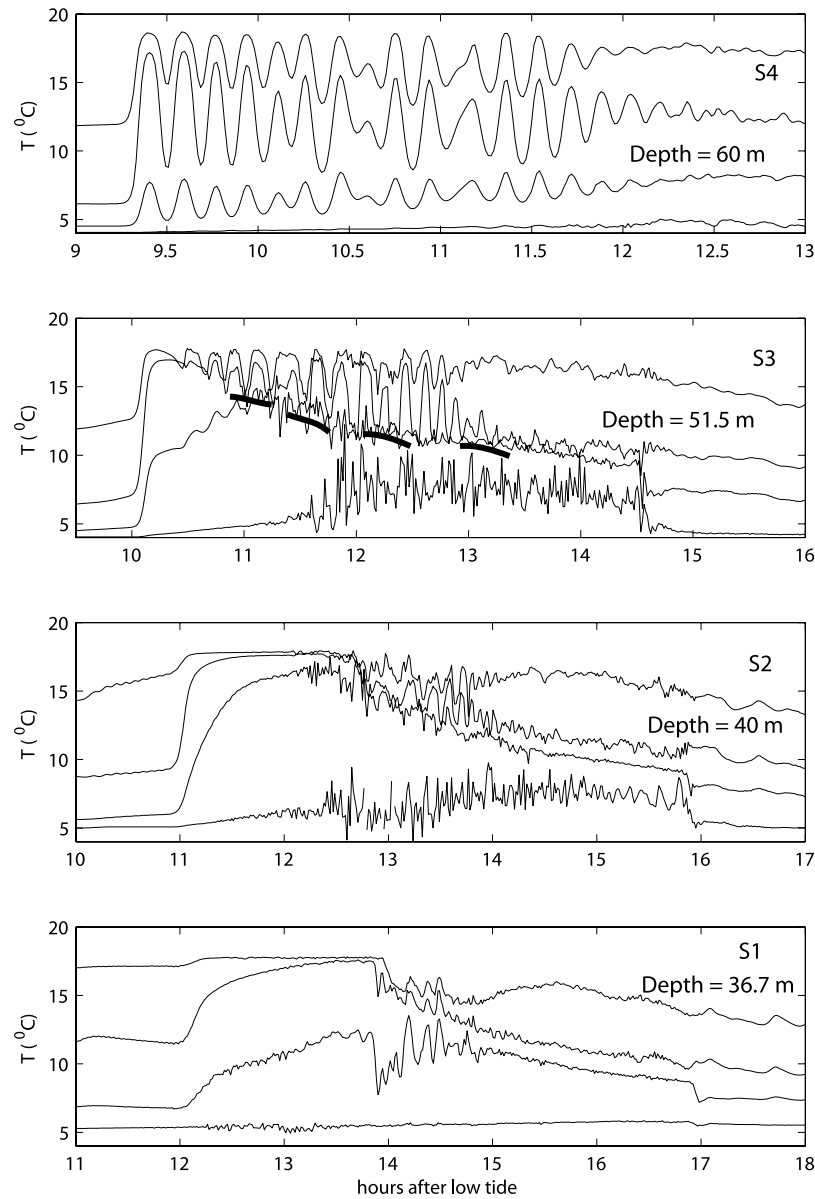 20
15
10
5
T ( ⁰C)
S4
Depth = 60 m
9 9.5 10 10.5 11 11.5 12 12.5 13
20
15
10
5
T ( ⁰C)
S3
Depth = 51.5 m
10 11 12 13 14 15 16
20
15
10
5
T ( ⁰C)
S2
Depth = 40 m
10 11 12 13 14 15 16 17
20
15
10
5
T ( ⁰C)
S1
Depth = 36.7 m
11 12 13 14 15 16 17 18
hours after low tide